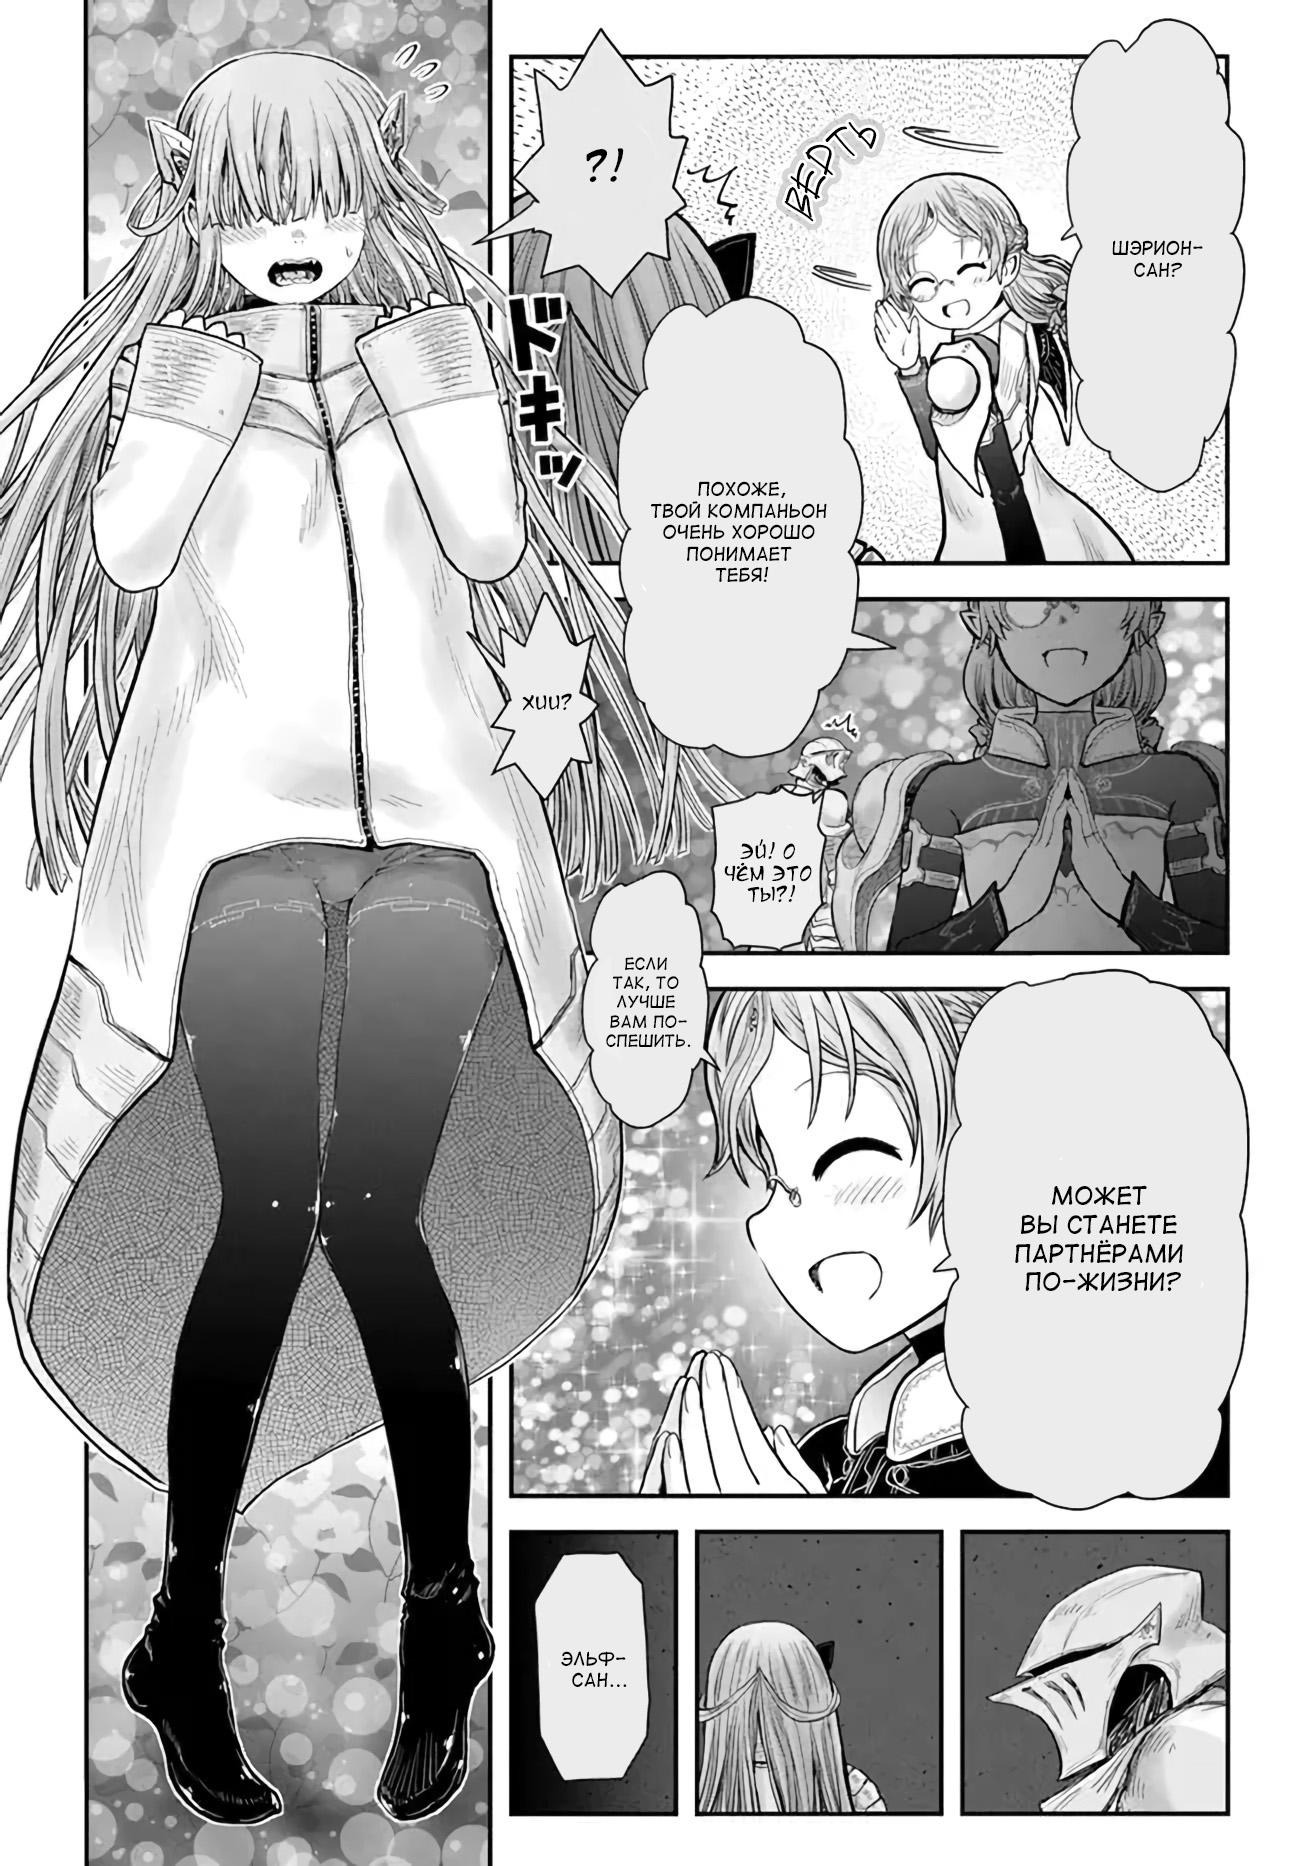 ШЭРИОН-
САН?
ВЕРТЬ
?!
ПОХОЖЕ,
ТВОЙ КОМПАНЬОН
ОЧЕНЬ ХОРОШО
ПОНИМАЕТ
ТЕБЯ!
ドキッ
ХИИ?
ЭЙ! О
ЧЁМ ЭТО
ТЫ?!
ЕСЛИ
ТАК, ТО
ЛУЧШЕ
ВАМ ПО-
СПЕШИТЬ.
МОЖЕТ
ВЫ СТАНЕТЕ
ПАРТНЁРАМИ
ПО-ЖИЗНИ?
ЭЛЬФ-
САН...